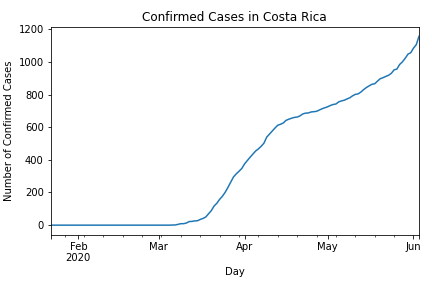 Confirmed Cases in Costa Rica
1200
1000
800
600
400
200
0
Number of Confirmed Cases
Feb
2020
Mar
Apr
May
Jun
Day